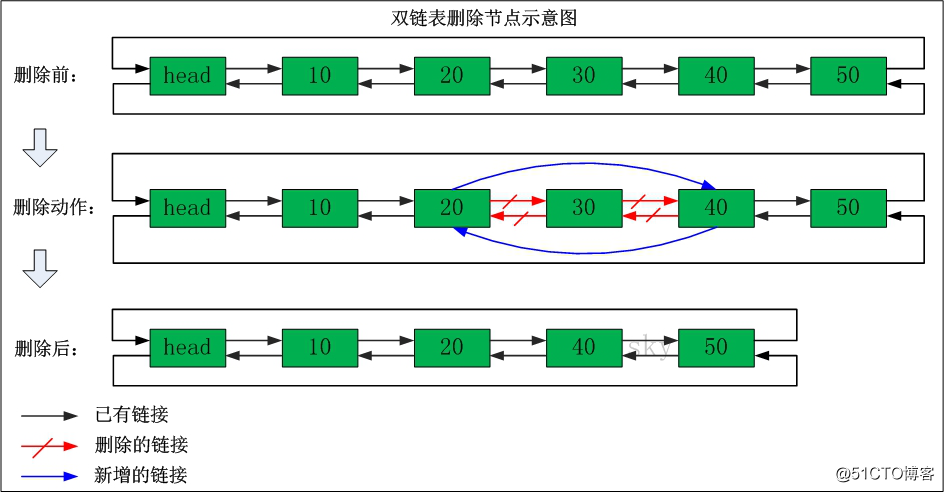 双链表删除节点示意图
删除前：
head 10 20 30 40 50
删除动作：
head 10 20 30 40 50
删除后：
head 10 20 40 50
sky
已有链接
删除的链接
新增的链接
@51CTO博客